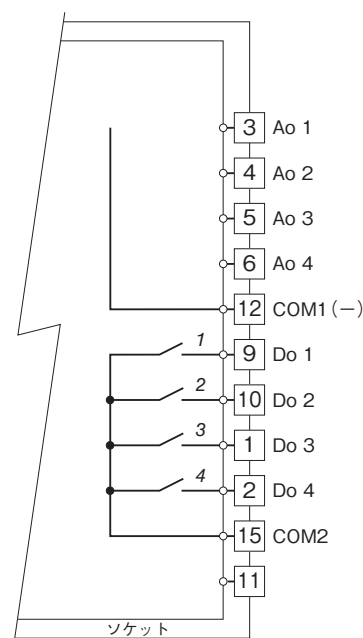 3 Ao 1
4 Ao 2
5 Ao 3
6 Ao 4
12 COM1(−)
1 9 Do 1
2 10 Do 2
3 1 Do 3
4 2 Do 4
15 COM2
11
ソケット